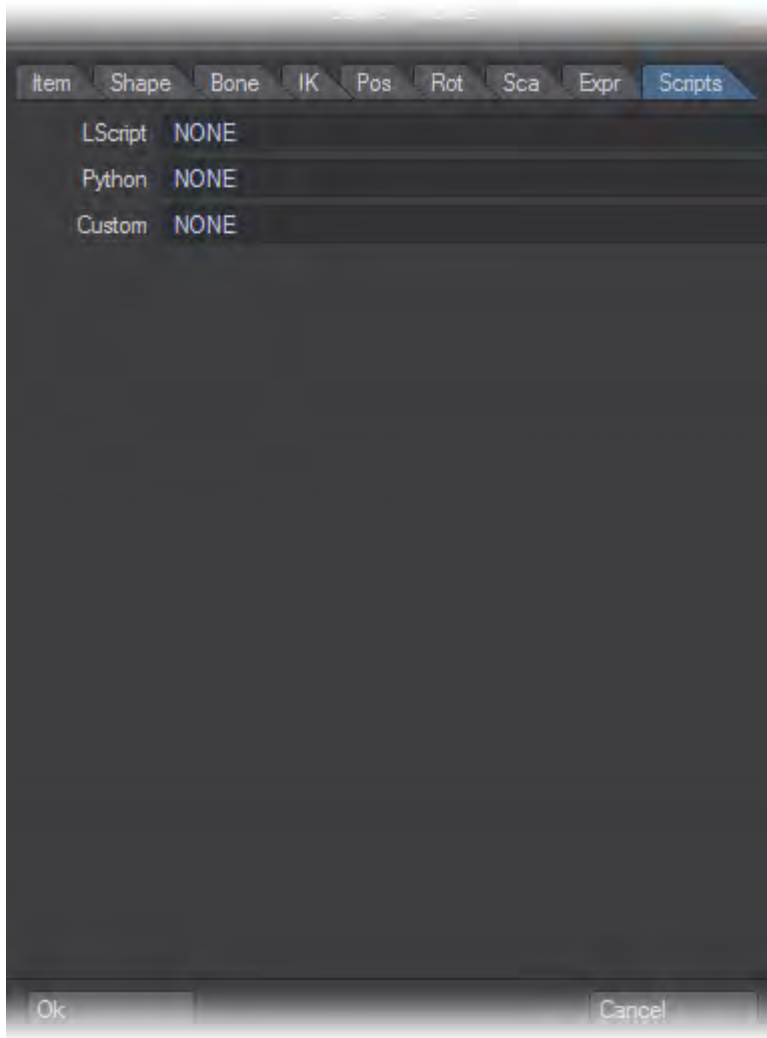 Item Shape Bone IK Pos Rot Sca Expr Scripts
LScript NONE
Python NONE
Custom NONE
Ok Cancel